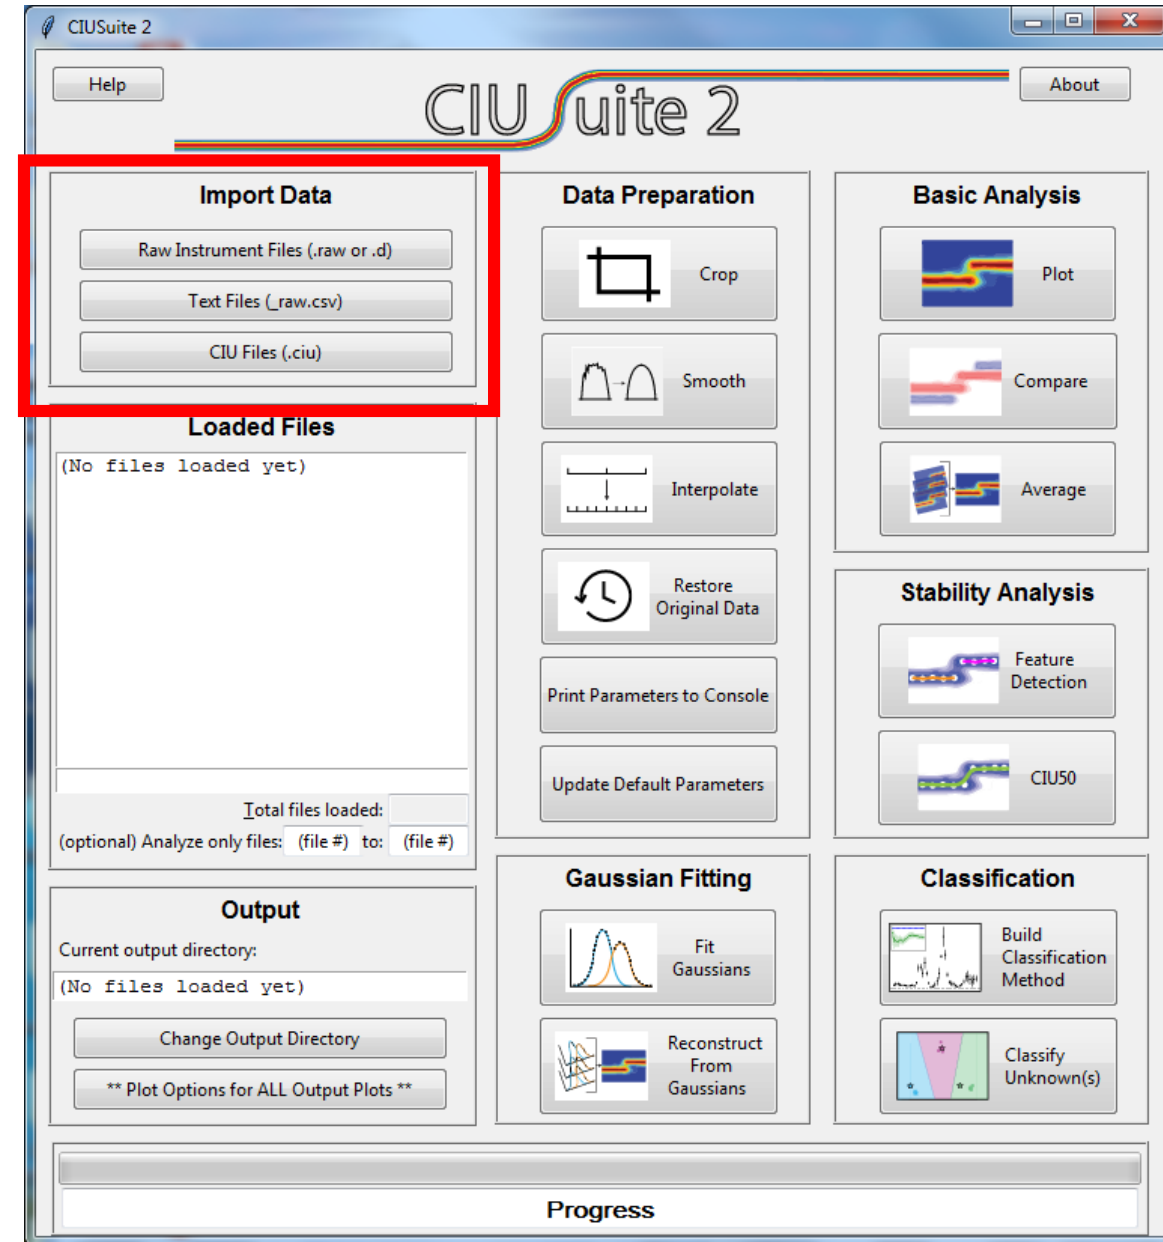 CIUSuite 2
Help
CIU Suite 2
About
Import Data
Raw Instrument Files (.raw or .d)
Text Files (_raw.csv)
CIU Files (.ciu)
Loaded Files
(No files loaded yet)
Total files loaded:
(optional) Analyze only files: (file #) to: (file #)
Output
Current output directory:
(No files loaded yet)
Change Output Directory
** Plot Options for ALL Output Plots **
Data Preparation
Crop
Smooth
Interpolate
Restore
Original Data
Print Parameters to Console
Update Default Parameters
Gaussian Fitting
Fit
Gaussians
Reconstruct
From
Gaussians
Basic Analysis
Plot
Compare
Average
Stability Analysis
Feature
Detection
CIU50
Classification
Build
Classification
Method
Classify
Unknown(s)
Progress